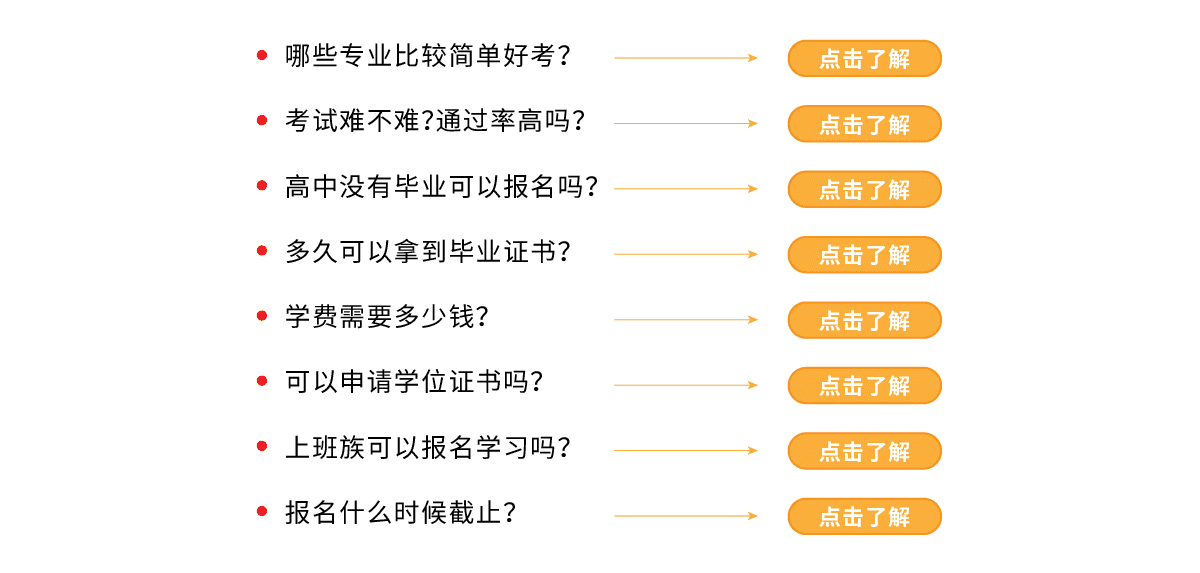 哪些专业比较简单好考？ 点击了解
考试难不难？通过率高吗？ 点击了解
高中没有毕业可以报名吗？ 点击了解
多久可以拿到毕业证书？ 点击了解
学费需要多少钱？ 点击了解
可以申请学位证书吗？ 点击了解
上班族可以报名学习吗？ 点击了解
报名什么时候截止？ 点击了解